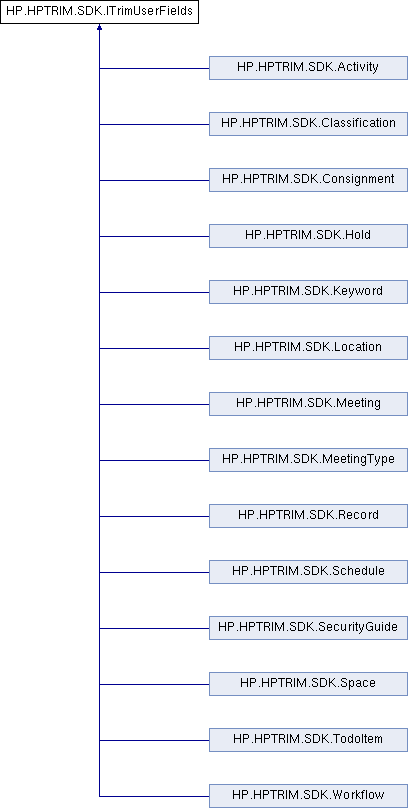 HP.HPTRIM.SDK.ITrimUserFields
HP.HPTRIM.SDK.Activity
HP.HPTRIM.SDK.Classification
HP.HPTRIM.SDK.Consignment
HP.HPTRIM.SDK.Hold
HP.HPTRIM.SDK.Keyword
HP.HPTRIM.SDK.Location
HP.HPTRIM.SDK.Meeting
HP.HPTRIM.SDK.MeetingType
HP.HPTRIM.SDK.Record
HP.HPTRIM.SDK.Schedule
HP.HPTRIM.SDK.SecurityGuide
HP.HPTRIM.SDK.Space
HP.HPTRIM.SDK.TodoItem
HP.HPTRIM.SDK.Workflow